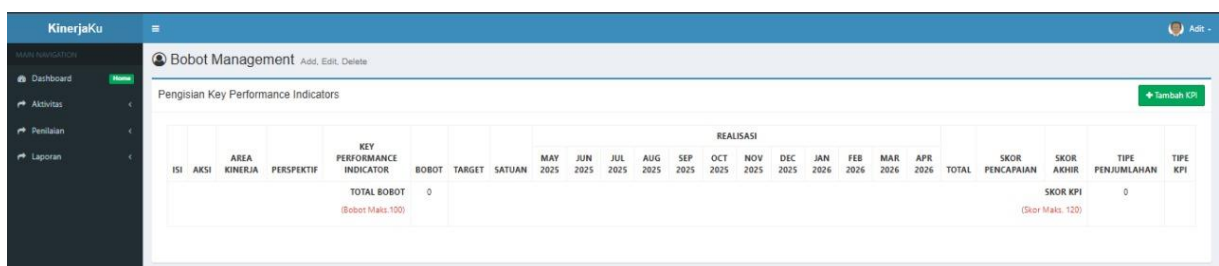 KinerjaKu
Adit
MAIN NAVIGATION
Dashboard
Home
Aktivitas
Penilaian
Laporan
Bobot Management Add, Edit, Delete
Pengisian Key Performance Indicators
+ Tambah KPI
REALISASI
ISI AKSI AREA KINERJA PERSPEKTIF KEY PERFORMANCE INDICATOR BOBOT TARGET SATUAN MAY 2025 JUN 2025 JUL 2025 AUG 2025 SEP 2025 OCT 2025 NOV 2025 DEC 2025 JAN 2026 FEB 2026 MAR 2026 APR 2026 TOTAL SKOR PENCAPAIAN SKOR AKHIR TIPE PENJUMLAHAN TIPE KPI
TOTAL BOBOT 0 SKOR KPI 0
(Bobot Maks.100) (Skor Maks. 120)